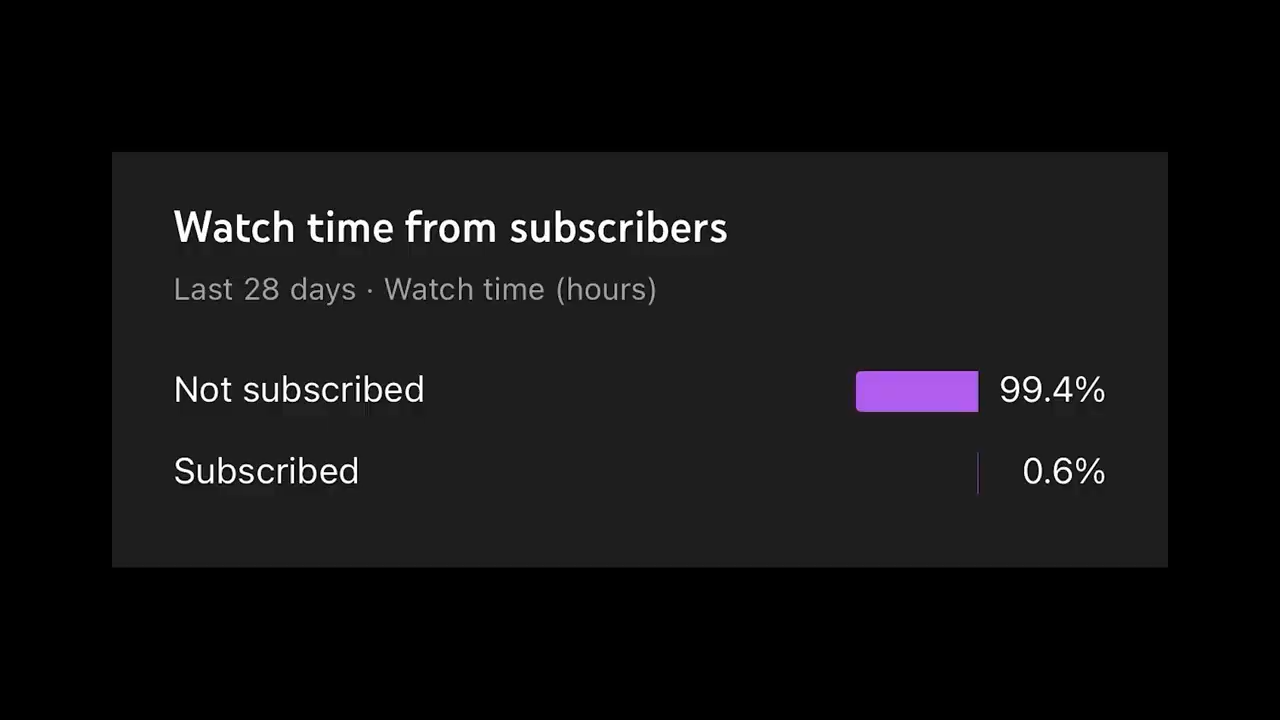 Watch time from subscribers
Last 28 days · Watch time (hours)
Not subscribed 99.4%
Subscribed 0.6%